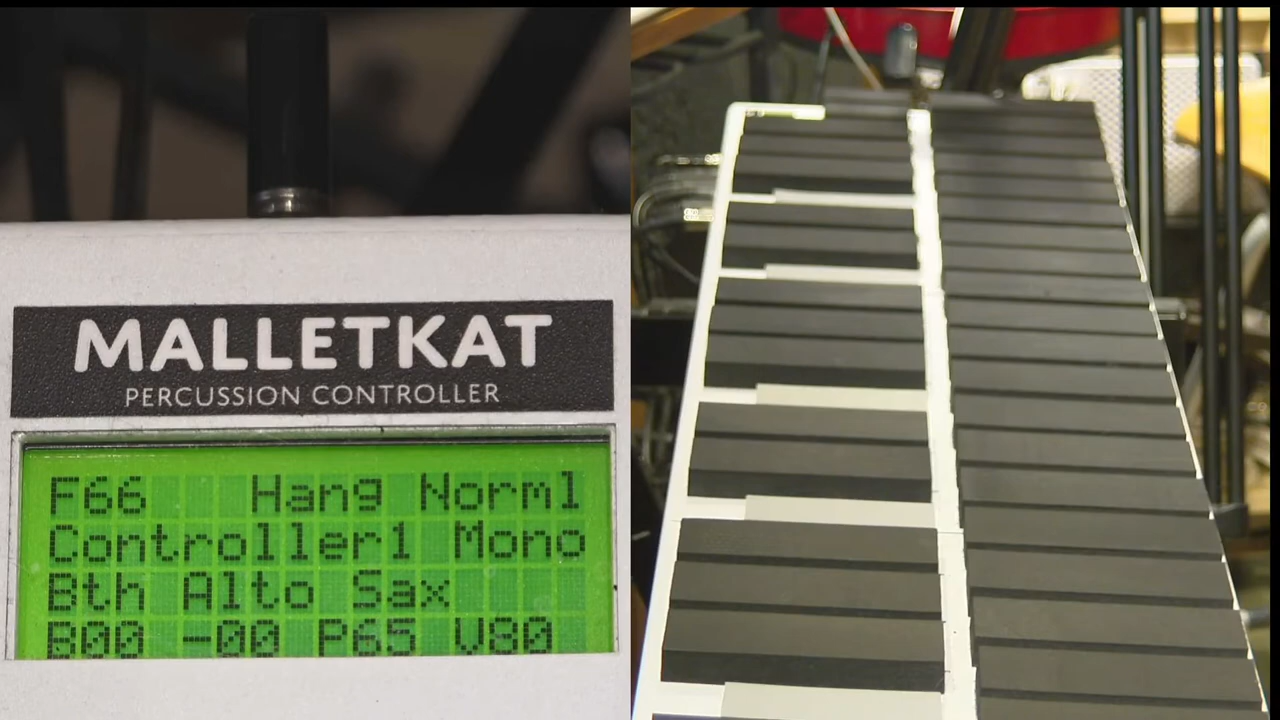 MALLETKAT
PERCUSSION CONTROLLER
F66 Hang Norml
Controller1 Mono
Bth Alto Sax
B00 -00 P65 V80